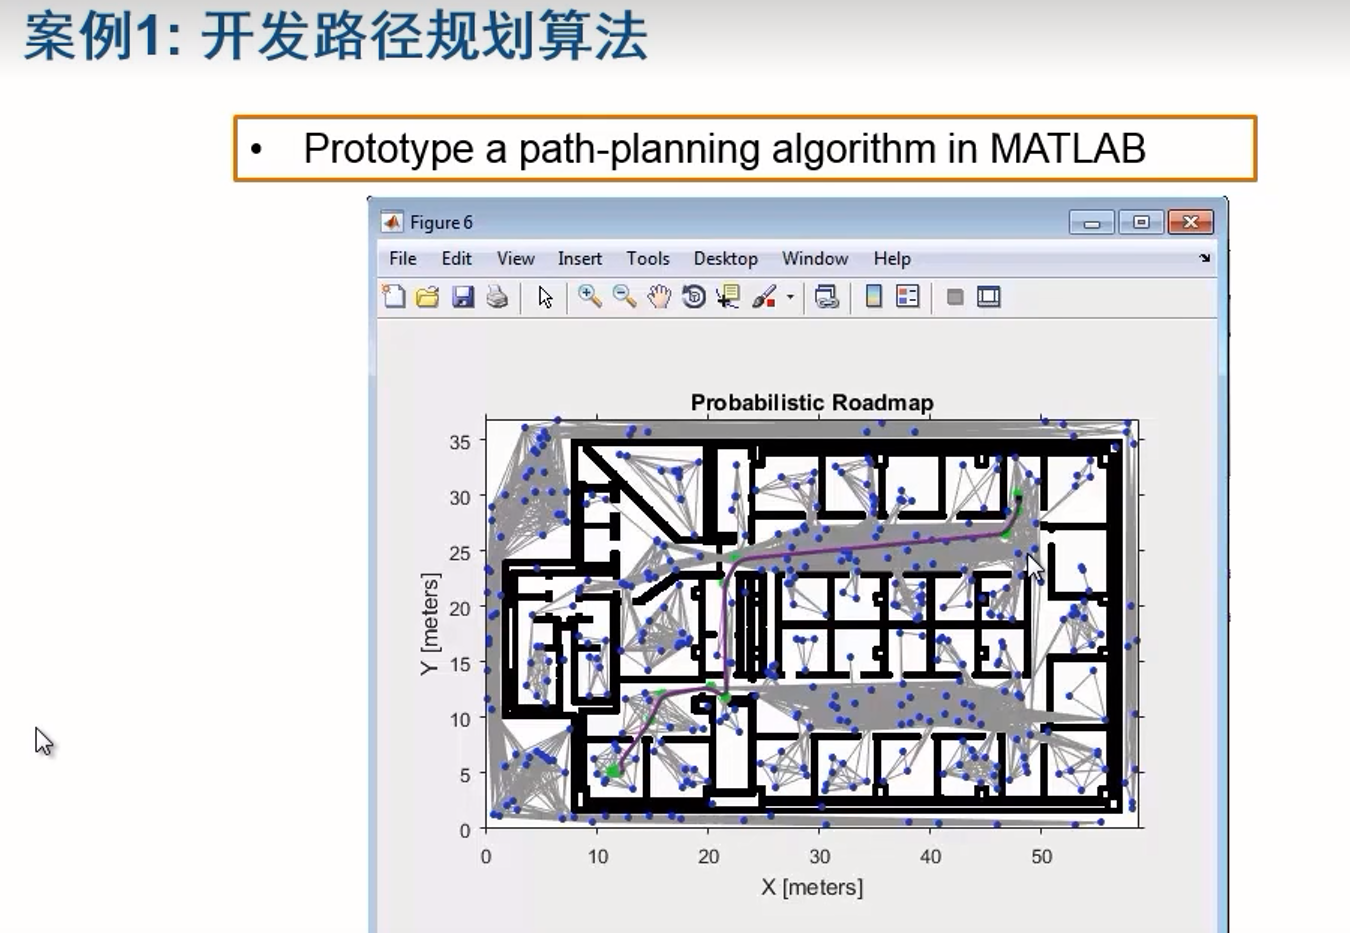 案例1: 开发路径规划算法
• Prototype a path-planning algorithm in MATLAB
Figure 6
File Edit View Insert Tools Desktop Window Help
Probabilistic Roadmap
35
30
25
20
15
10
5
0
Y [meters]
0 10 20 30 40 50
X [meters]